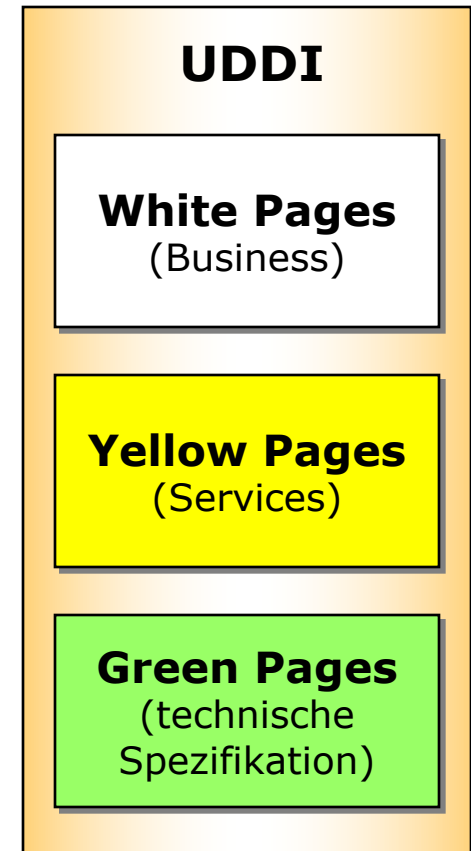 UDDI
White Pages
(Business)
Yellow Pages
(Services)
Green Pages
(technische
Spezifikation)